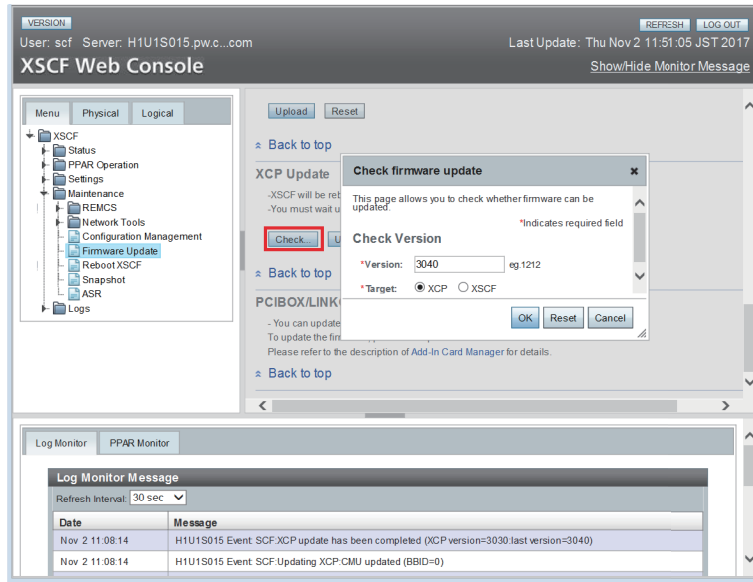 VERSION
REFRESH LOG OUT
User: scf Server: H1U1S015.pw.c...com
Last Update: Thu Nov 2 11:51:05 JST 2017
XSCF Web Console
Show/Hide Monitor Message
Menu Physical Logical
XSCF
Status
PPAR Operation
Settings
Maintenance
REMCS
Network Tools
Configuration Management
Firmware Update
Reboot XSCF
Snapshot
ASR
Logs
Upload Reset
Back to top
XCP Update
-XSCF will be reb
-You must wait u
Check... U
Back to top
PCIBOX/LINK
- You can update
To update the firm
Please refer to the description of Add-In Card Manager for details.
Back to top
Check firmware update
This page allows you to check whether firmware can be
updated.
*Indicates required field
Check Version
*Version: 3040 eg.1212
*Target: XCP XSCF
OK Reset Cancel
Log Monitor PPAR Monitor
Log Monitor Message
Refresh Interval: 30 sec
Date Message
Nov 2 11:08:14 H1U1S015 Event: SCF:XCP update has been completed (XCP version=3030:last version=3040)
Nov 2 11:08:14 H1U1S015 Event: SCF:Updating XCP:CMU updated (BBID=0)